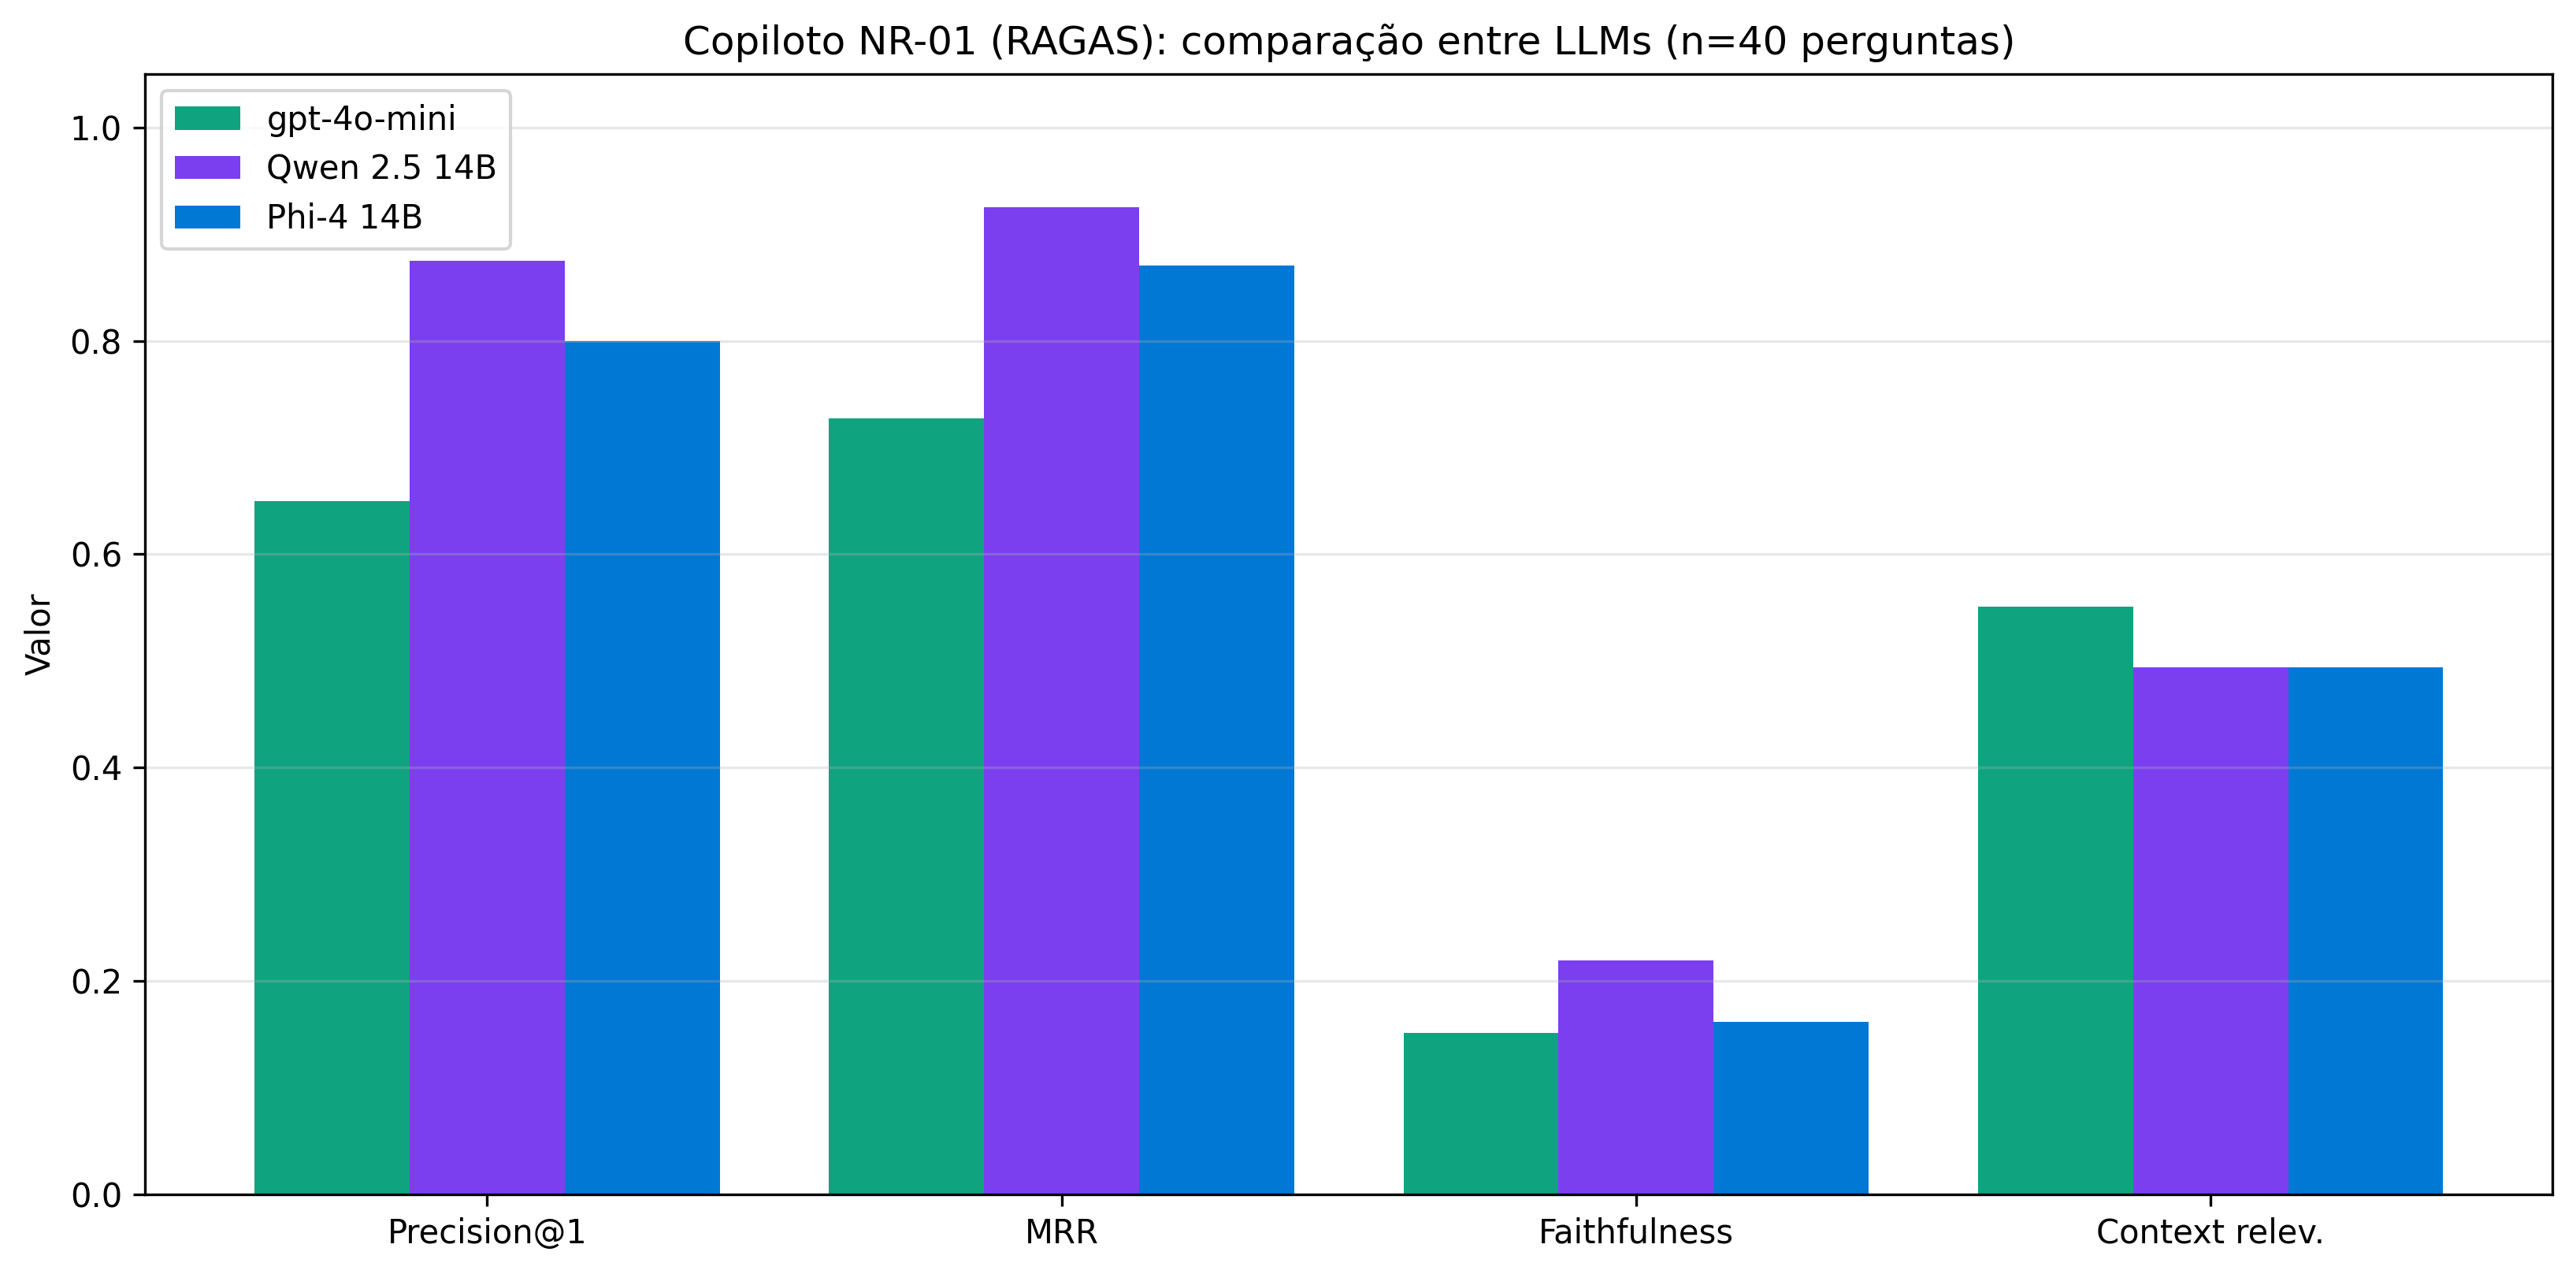 Copiloto NR-01 (RAGAS): comparação entre LLMs (n=40 perguntas)
gpt-4o-mini
Qwen 2.5 14B
Phi-4 14B
1.0
0.8
0.6
0.4
0.2
0.0
Valor
Precision@1
MRR
Faithfulness
Context relev.